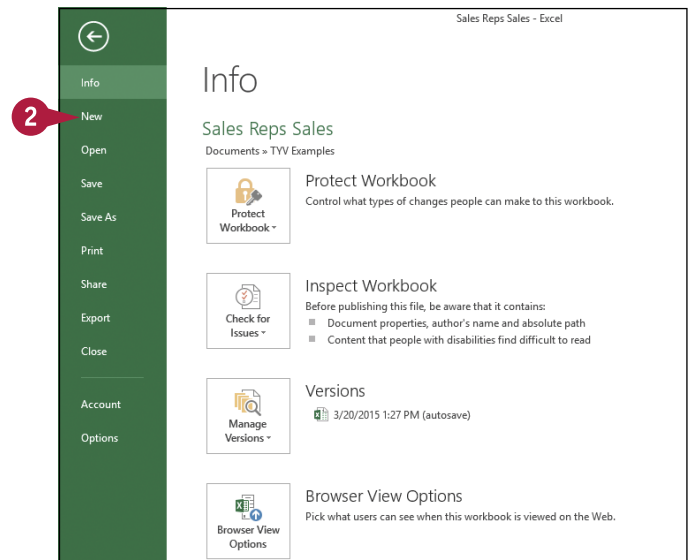 Sales Reps Sales - Excel
Info
2
New
Open
Save
Save As
Print
Share
Export
Close
Account
Options
Info
Sales Reps Sales
Documents » TYV Examples
Protect
Workbook
Protect Workbook
Control what types of changes people can make to this workbook.
Check for
Issues
Inspect Workbook
Before publishing this file, be aware that it contains:
Document properties, author's name and absolute path
Content that people with disabilities find difficult to read
Manage
Versions
Versions
3/20/2015 1:27 PM (autosave)
Browser View
Options
Browser View Options
Pick what users can see when this workbook is viewed on the Web.